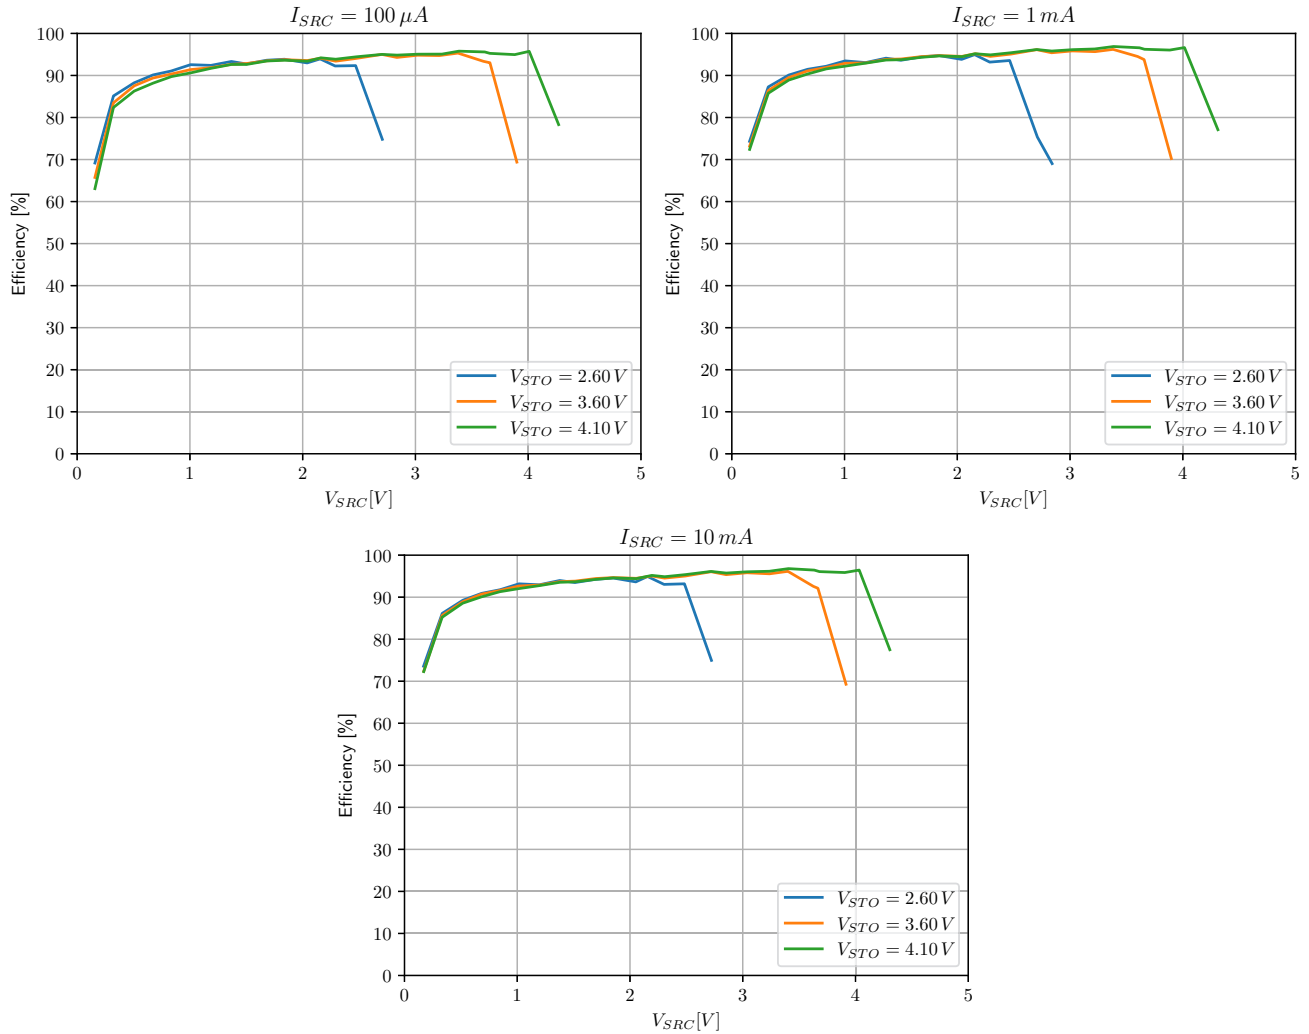 I_SRC = 100 μA
100
90
80
70
60
50
40
30
20
10
0
Efficiency [%]
0 1 2 3 4 5
V_SRC[V]
V_STO = 2.60 V
V_STO = 3.60 V
V_STO = 4.10 V
I_SRC = 1 mA
100
90
80
70
60
50
40
30
20
10
0
Efficiency [%]
0 1 2 3 4 5
V_SRC[V]
V_STO = 2.60 V
V_STO = 3.60 V
V_STO = 4.10 V
I_SRC = 10 mA
100
90
80
70
60
50
40
30
20
10
0
Efficiency [%]
0 1 2 3 4 5
V_SRC[V]
V_STO = 2.60 V
V_STO = 3.60 V
V_STO = 4.10 V